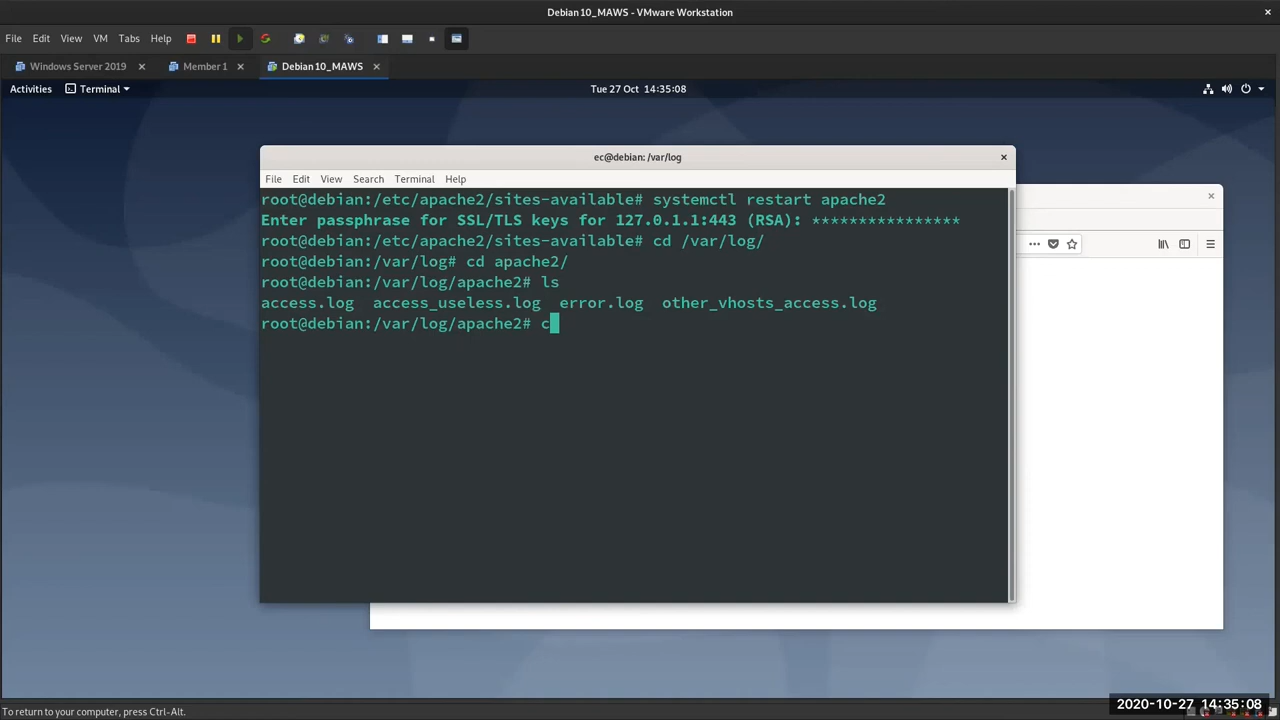 Debian10_MAWS - VMware Workstation
File Edit View VM Tabs Help
Windows Server 2019 Member 1 Debian10_MAWS
Activities Terminal Tue 27 Oct 14:35:08
ec@debian: /var/log
File Edit View Search Terminal Help
root@debian:/etc/apache2/sites-available# systemctl restart apache2
Enter passphrase for SSL/TLS keys for 127.0.1.1:443 (RSA): ****************
root@debian:/etc/apache2/sites-available# cd /var/log/
root@debian:/var/log# cd apache2/
root@debian:/var/log/apache2# ls
access.log access_useless.log error.log other_vhosts_access.log
root@debian:/var/log/apache2# c
To return to your computer, press Ctrl-Alt.
2020-10-27 14:35:08